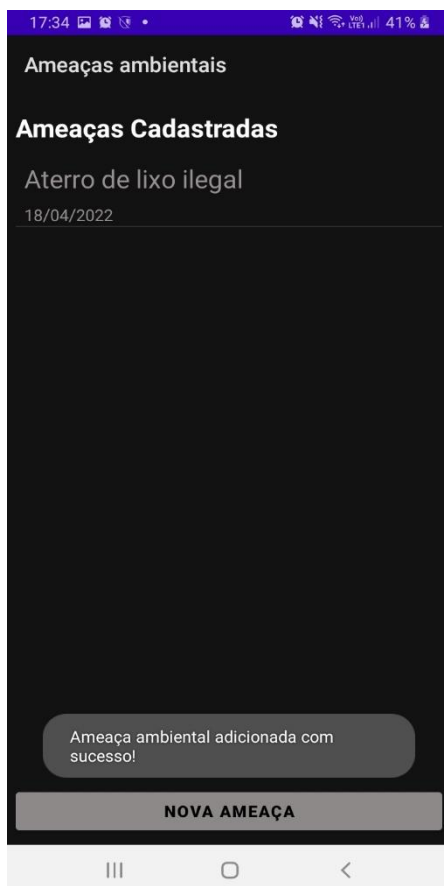 17:34 41%
Ameaças ambientais
Ameaças Cadastradas
Aterro de lixo ilegal
18/04/2022
Ameaça ambiental adicionada com
sucesso!
NOVA AMEAÇA